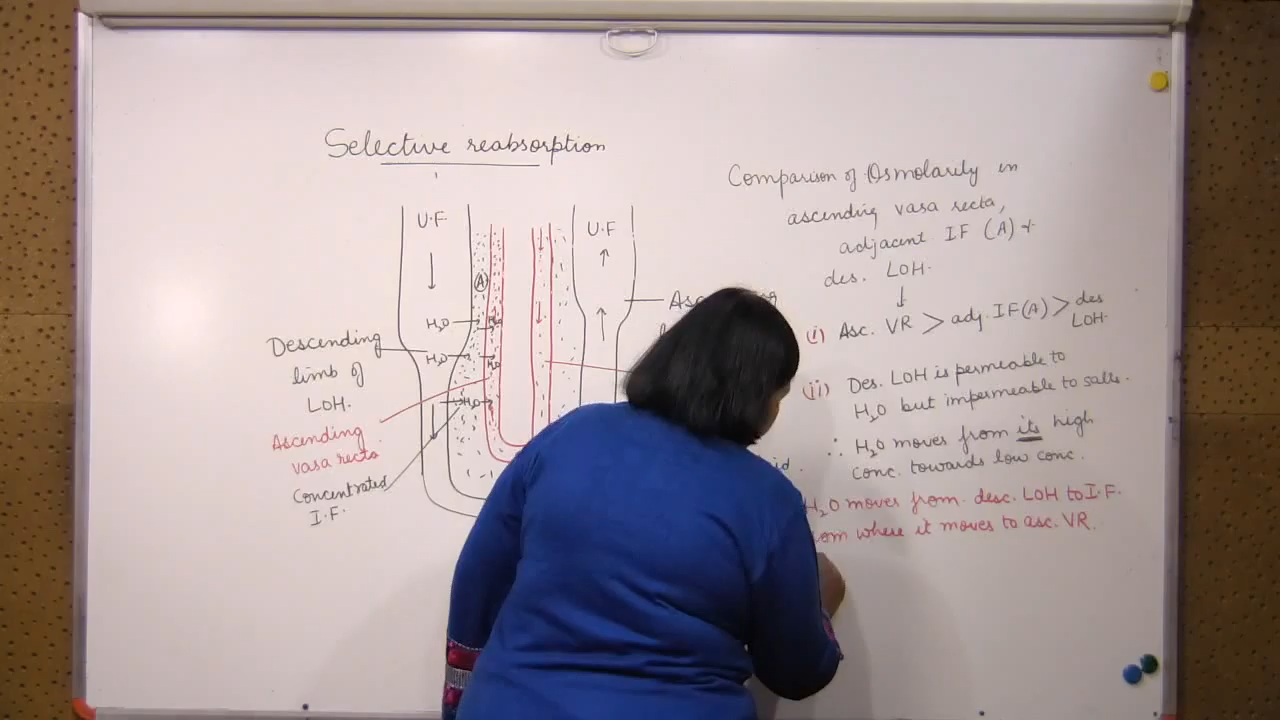 Selective reabsorption
U.F.
U.F
A
H₂O
H₂O
H₂O
H₂O
Descending
limb of
LOH.
Ascending
vasa recta
Concentrated
I.F.
Comparison of Osmolarity in
ascending vasa recta,
adjacent IF (A) +
des. LOH.
(i) Asc. VR > adj. IF(A) > des
LOH.
(ii) Des. LOH is permeable to
H₂O but impermeable to salts.
∴ H₂O moves from its high
conc. towards low conc.
H₂O moves from desc. LOH to I.F.
where it moves to asc. VR.